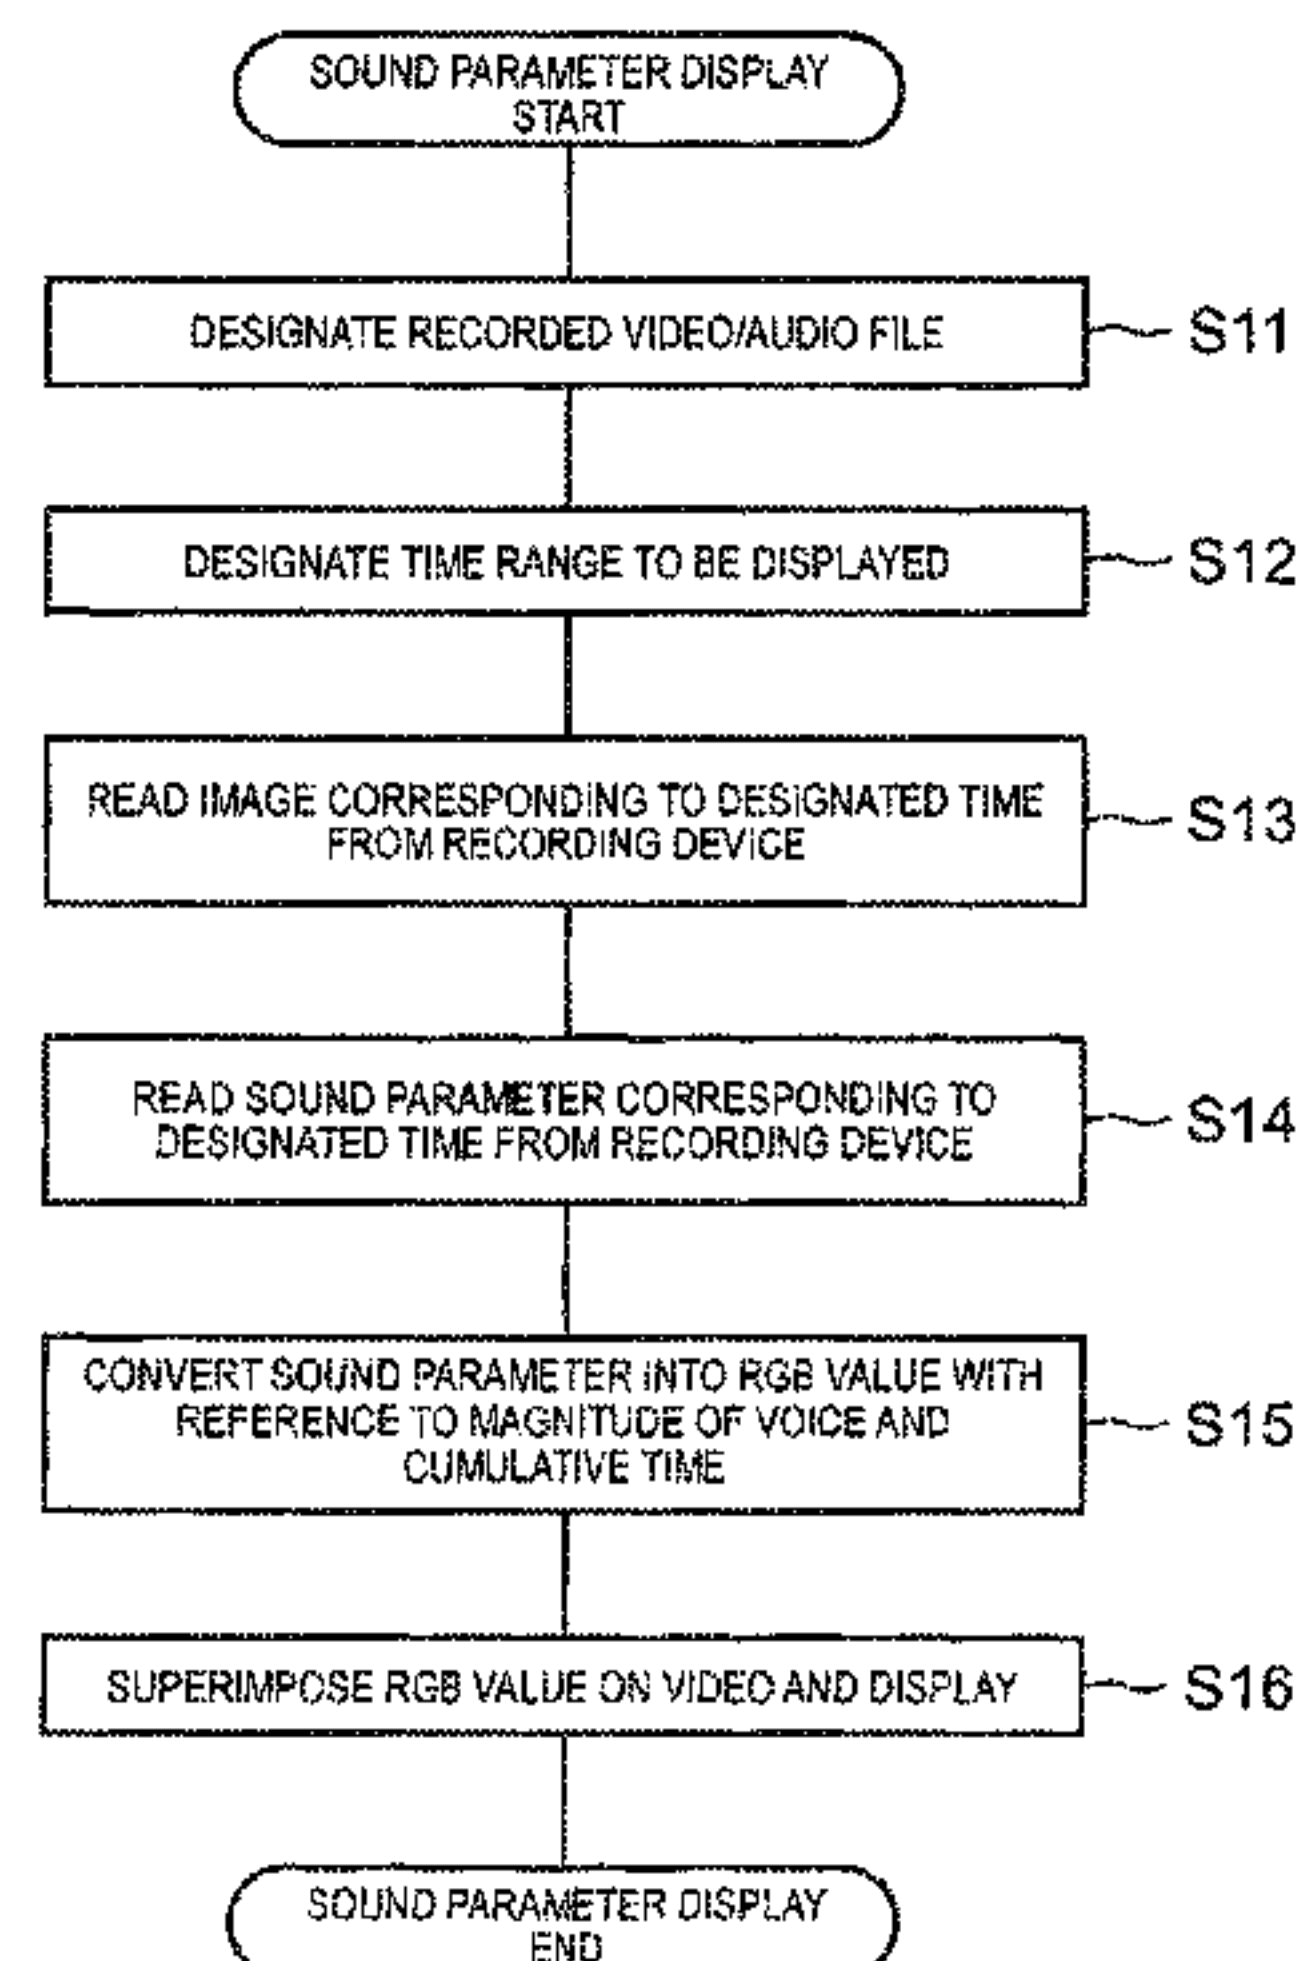 SOUND PARAMETER DISPLAY
START
DESIGNATE RECORDED VIDEO/AUDIO FILE
S11
DESIGNATE TIME RANGE TO BE DISPLAYED
S12
READ IMAGE CORRESPONDING TO DESIGNATED TIME
FROM RECORDING DEVICE
S13
READ SOUND PARAMETER CORRESPONDING TO
DESIGNATED TIME FROM RECORDING DEVICE
S14
CONVERT SOUND PARAMETER INTO RGB VALUE WITH
REFERENCE TO MAGNITUDE OF VOICE AND
CUMULATIVE TIME
S15
SUPERIMPOSE RGB VALUE ON VIDEO AND DISPLAY
S16
SOUND PARAMETER DISPLAY
END